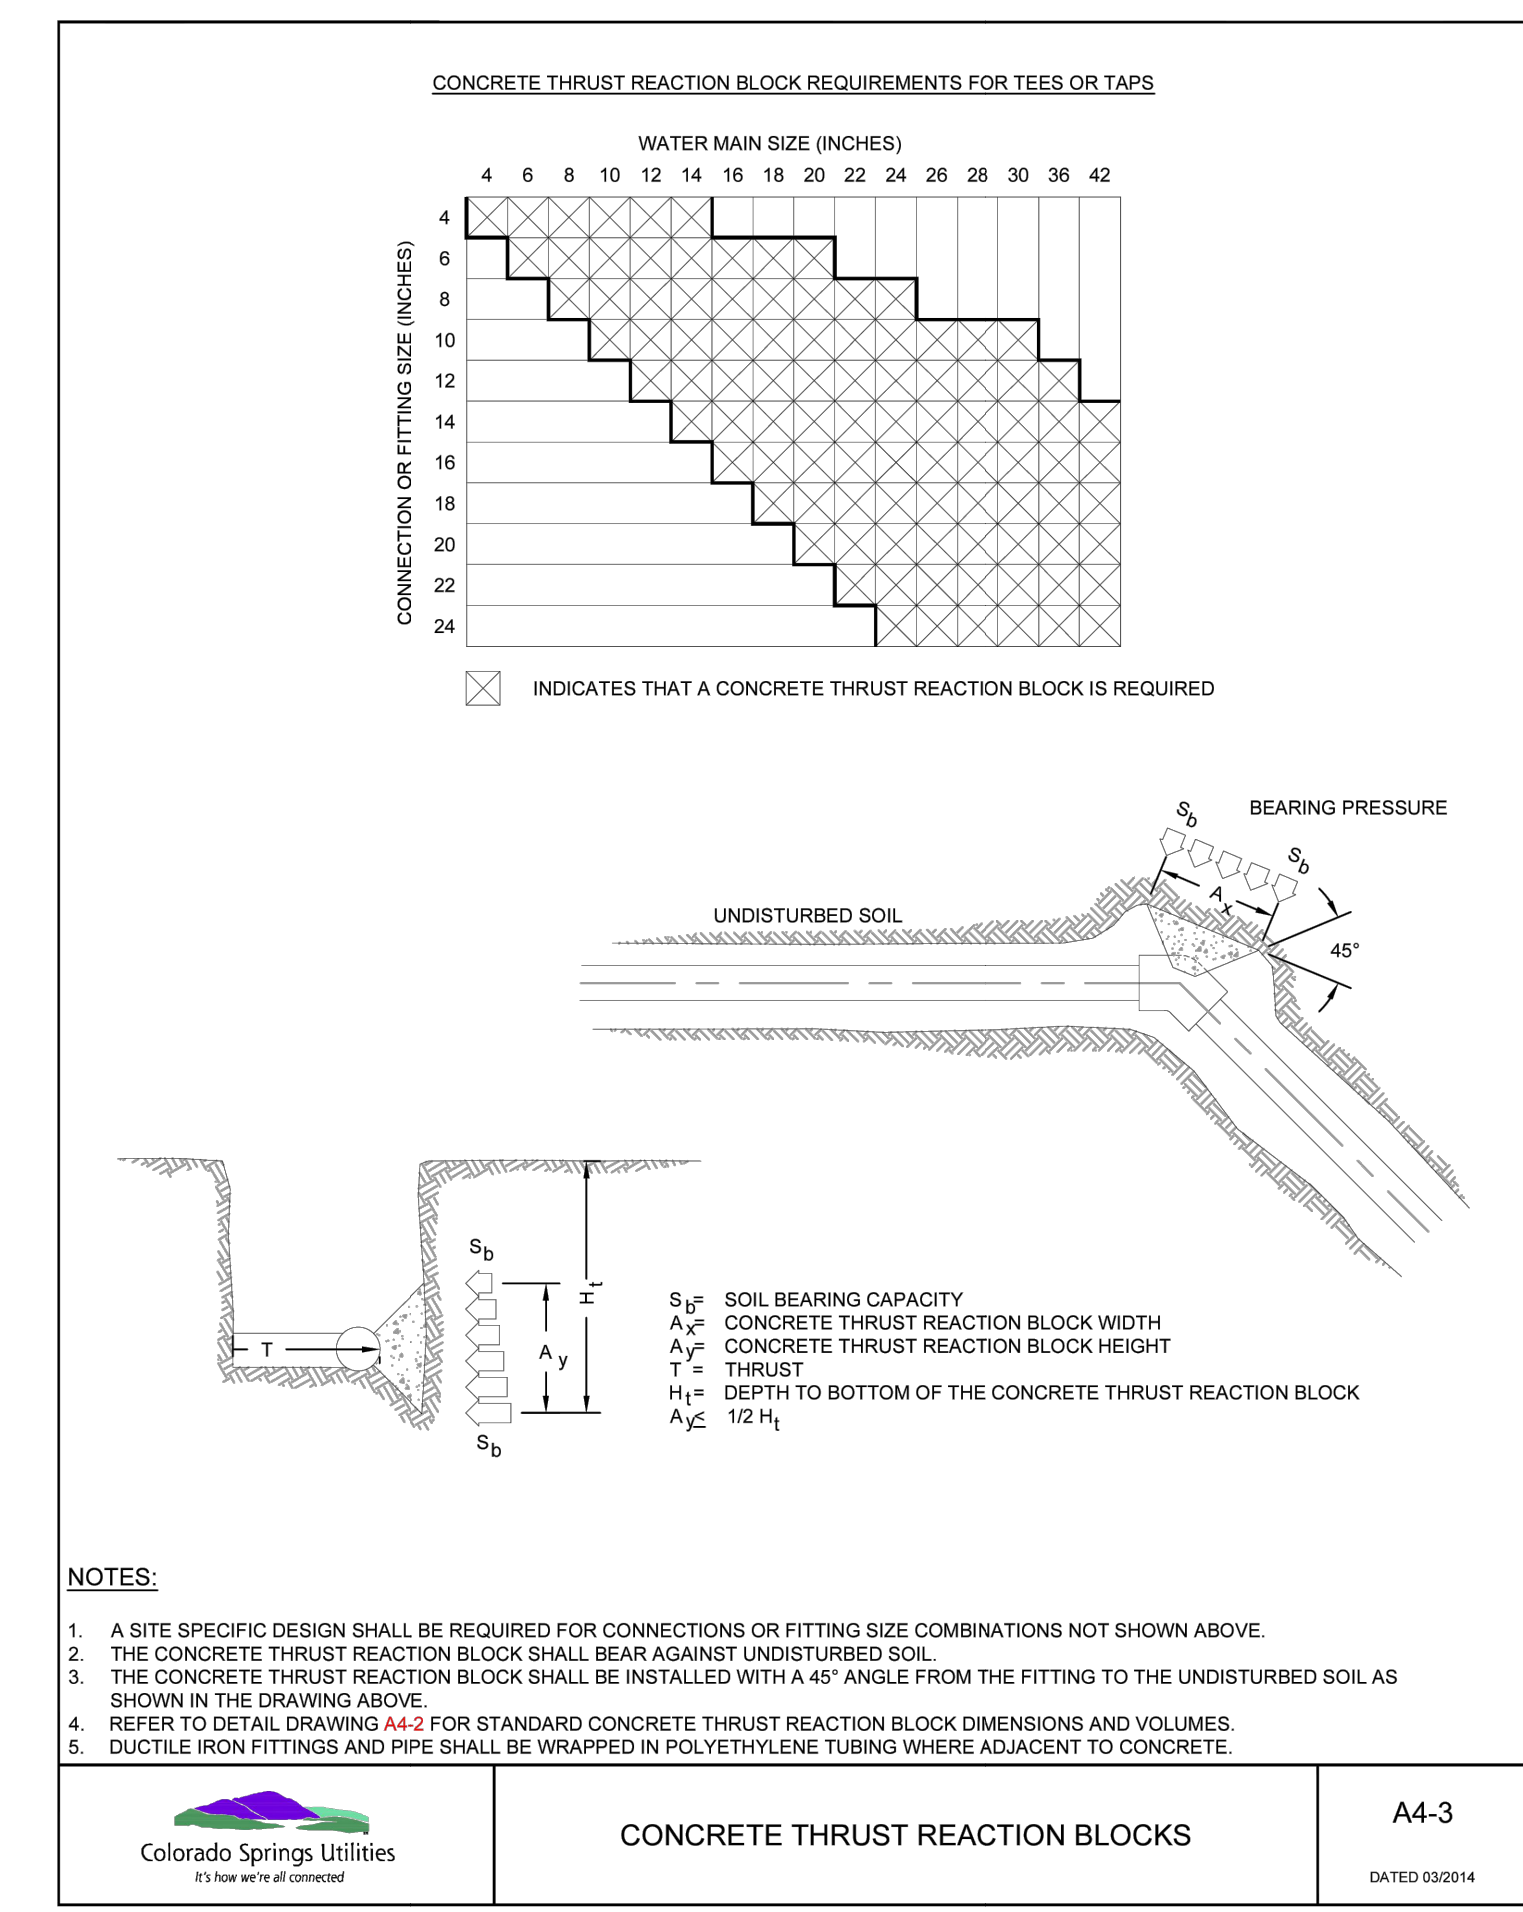 CONCRETE THRUST REACTION BLOCK REQUIREMENTS FOR TEES OR TAPS
WATER MAIN SIZE (INCHES)
4 6 8 10 12 14 16 18 20 22 24 26 28 30 36 42
CONNECTION OR FITTING SIZE (INCHES)
4
6
8
10
12
14
16
18
20
22
24
INDICATES THAT A CONCRETE THRUST REACTION BLOCK IS REQUIRED
Sb
BEARING PRESSURE
Sb
Ax
UNDISTURBED SOIL
45°
Sb
Ht
T
Ay
Sb
Sb= SOIL BEARING CAPACITY
Ax= CONCRETE THRUST REACTION BLOCK WIDTH
Ay= CONCRETE THRUST REACTION BLOCK HEIGHT
T = THRUST
Ht= DEPTH TO BOTTOM OF THE CONCRETE THRUST REACTION BLOCK
Ay≤ 1/2 Ht
NOTES:
1. A SITE SPECIFIC DESIGN SHALL BE REQUIRED FOR CONNECTIONS OR FITTING SIZE COMBINATIONS NOT SHOWN ABOVE.
2. THE CONCRETE THRUST REACTION BLOCK SHALL BEAR AGAINST UNDISTURBED SOIL.
3. THE CONCRETE THRUST REACTION BLOCK SHALL BE INSTALLED WITH A 45° ANGLE FROM THE FITTING TO THE UNDISTURBED SOIL AS
SHOWN IN THE DRAWING ABOVE.
4. REFER TO DETAIL DRAWING A4-2 FOR STANDARD CONCRETE THRUST REACTION BLOCK DIMENSIONS AND VOLUMES.
5. DUCTILE IRON FITTINGS AND PIPE SHALL BE WRAPPED IN POLYETHYLENE TUBING WHERE ADJACENT TO CONCRETE.
Colorado Springs Utilities
It's how we're all connected
CONCRETE THRUST REACTION BLOCKS
A4-3
DATED 03/2014